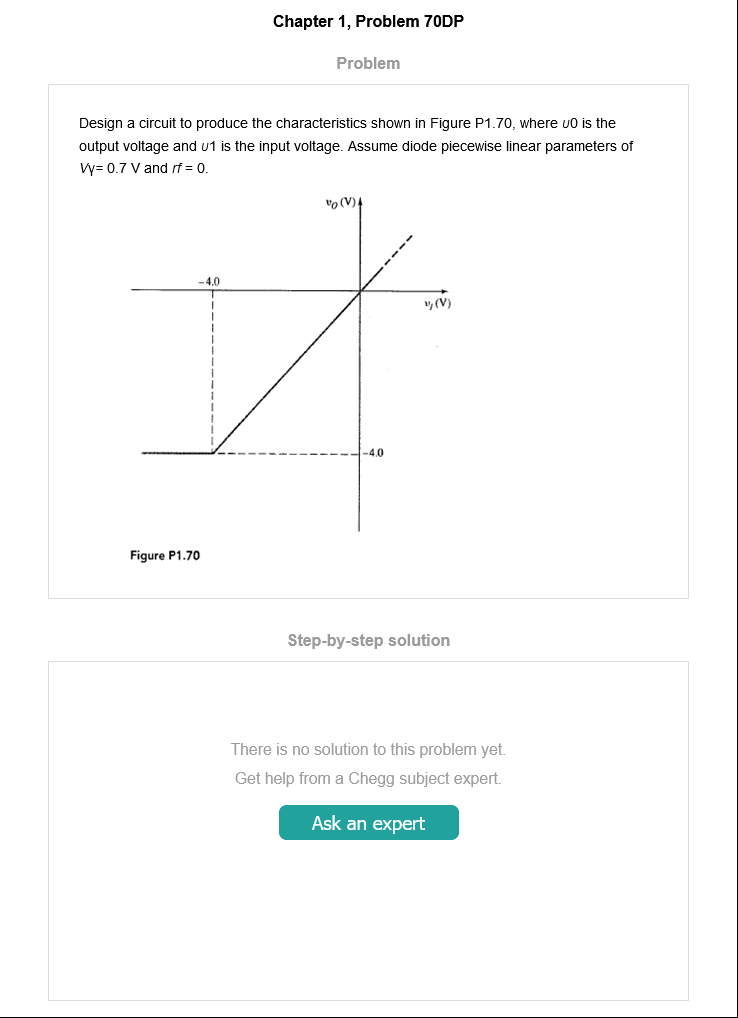 Chapter 1, Problem 70DP
Problem
Design a circuit to produce the characteristics shown in Figure P1.70, where υ0 is the
output voltage and υ1 is the input voltage. Assume diode piecewise linear parameters of
Vγ= 0.7 V and rf = 0.
vO (V)
-4.0
vI (V)
-4.0
Figure P1.70
Step-by-step solution
There is no solution to this problem yet.
Get help from a Chegg subject expert.
Ask an expert